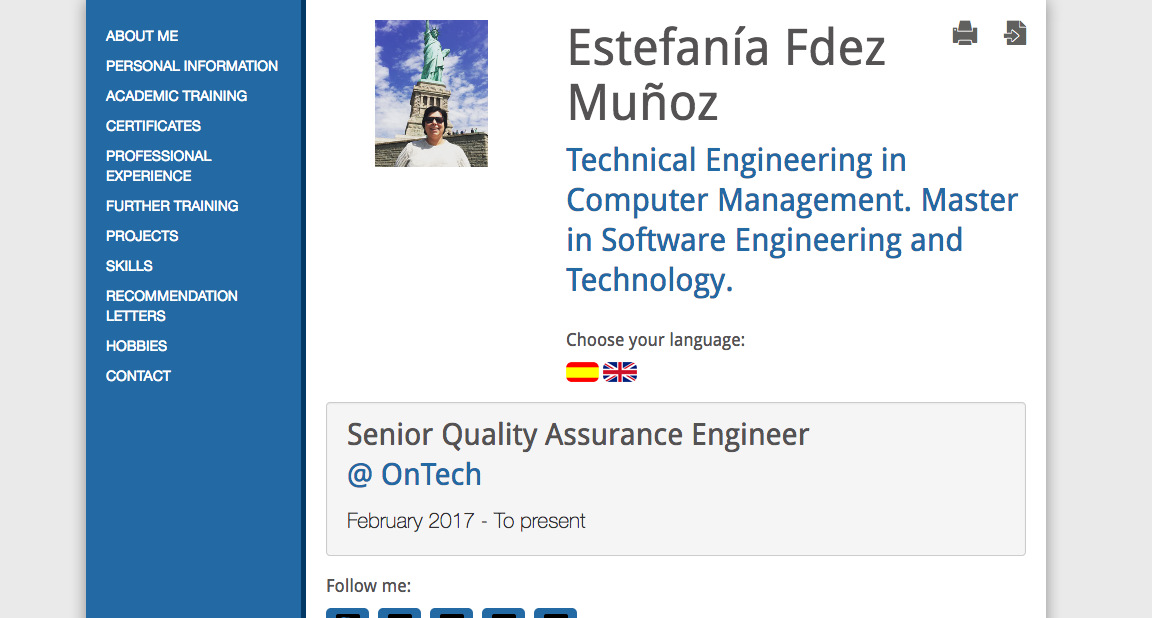 ABOUT ME
PERSONAL INFORMATION
ACADEMIC TRAINING
CERTIFICATES
PROFESSIONAL
EXPERIENCE
FURTHER TRAINING
PROJECTS
SKILLS
RECOMMENDATION
LETTERS
HOBBIES
CONTACT
Estefanía Fdez
Muñoz
Technical Engineering in
Computer Management. Master
in Software Engineering and
Technology.
Choose your language:
Senior Quality Assurance Engineer
@ OnTech
February 2017 - To present
Follow me: